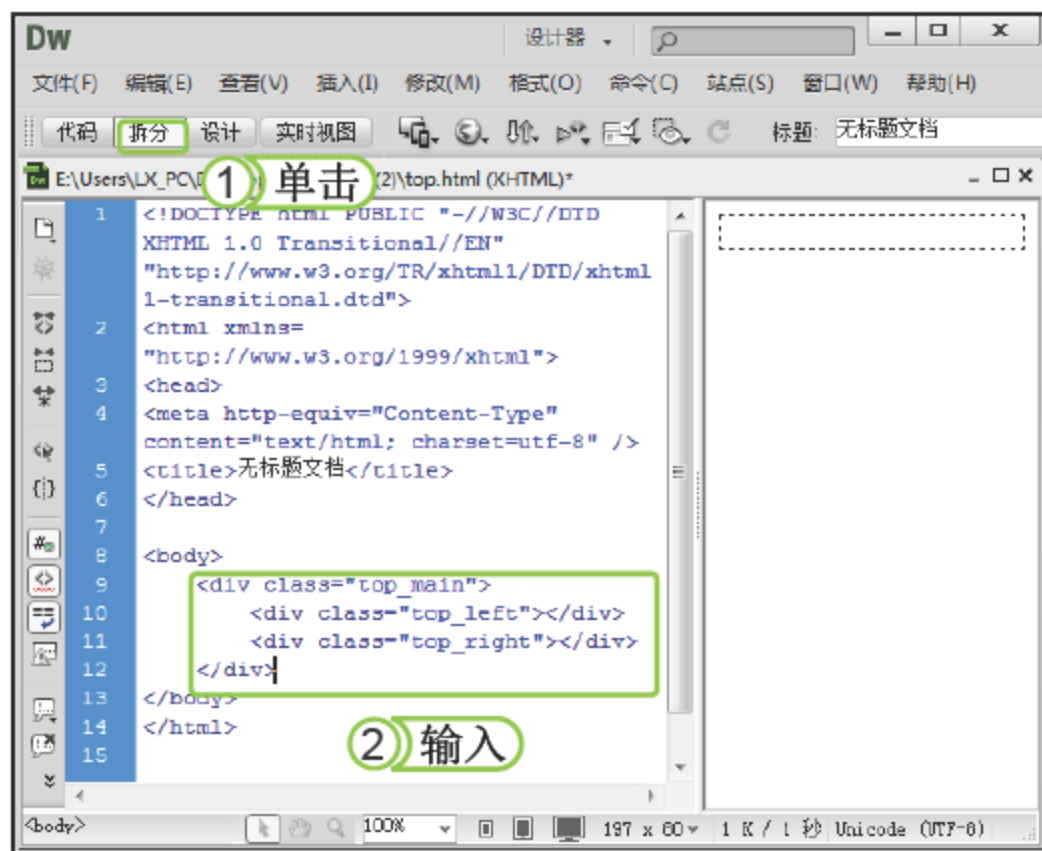 Dw 设计器
文件(F) 编辑(E) 查看(V) 插入(I) 修改(M) 格式(O) 命令(C) 站点(S) 窗口(W) 帮助(H)
代码 拆分 设计 实时视图 标题: 无标题文档
E:\Users\LX_PC\D (2)\top.html (XHTML)*
1 单击
1 <!DOCTYPE html PUBLIC "-//W3C//DTD
XHTML 1.0 Transitional//EN"
"http://www.w3.org/TR/xhtml1/DTD/xhtml
1-transitional.dtd">
2 <html xmlns=
"http://www.w3.org/1999/xhtml">
3 <head>
4 <meta http-equiv="Content-Type"
content="text/html; charset=utf-8" />
5 <title>无标题文档</title>
6 </head>
7
8 <body>
9 <div class="top_main">
10 <div class="top_left"></div>
11 <div class="top_right"></div>
12 </div>
13 </body>
14 </html>
15
2 输入
<body> 100% 197 x 60 1 K / 1 秒 Unicode (UTF-8)